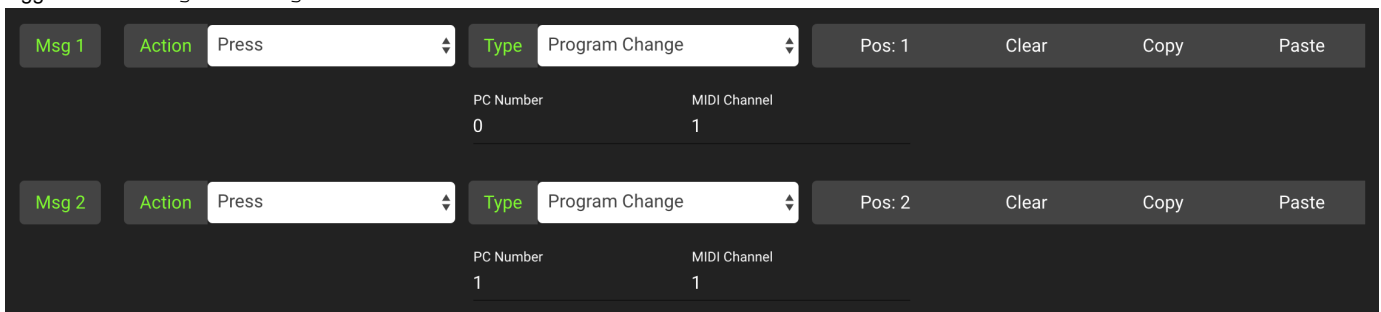 Msg 1 Action Press Type Program Change Pos: 1 Clear Copy Paste
PC Number MIDI Channel
0 1
Msg 2 Action Press Type Program Change Pos: 2 Clear Copy Paste
PC Number MIDI Channel
1 1